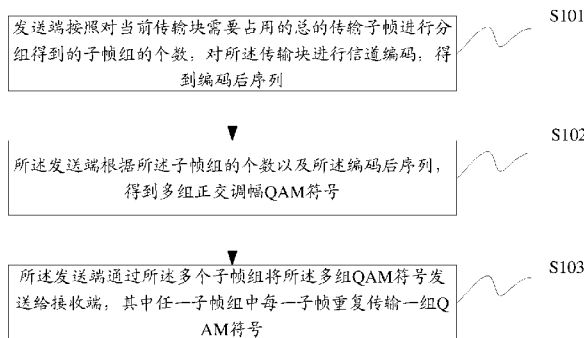 S101
发送端按照对当前传输块需要占用的总的传输子帧进行分
组得到的子帧组的个数，对所述传输块进行信道编码，得
到编码后序列
S102
所述发送端根据所述子帧组的个数以及所述编码后序列，
得到多组正交调幅QAM符号
S103
所述发送端通过所述多个子帧组将所述多组QAM符号发
送给接收端，其中任一子帧组中每一子帧重复传输一组Q
AM符号